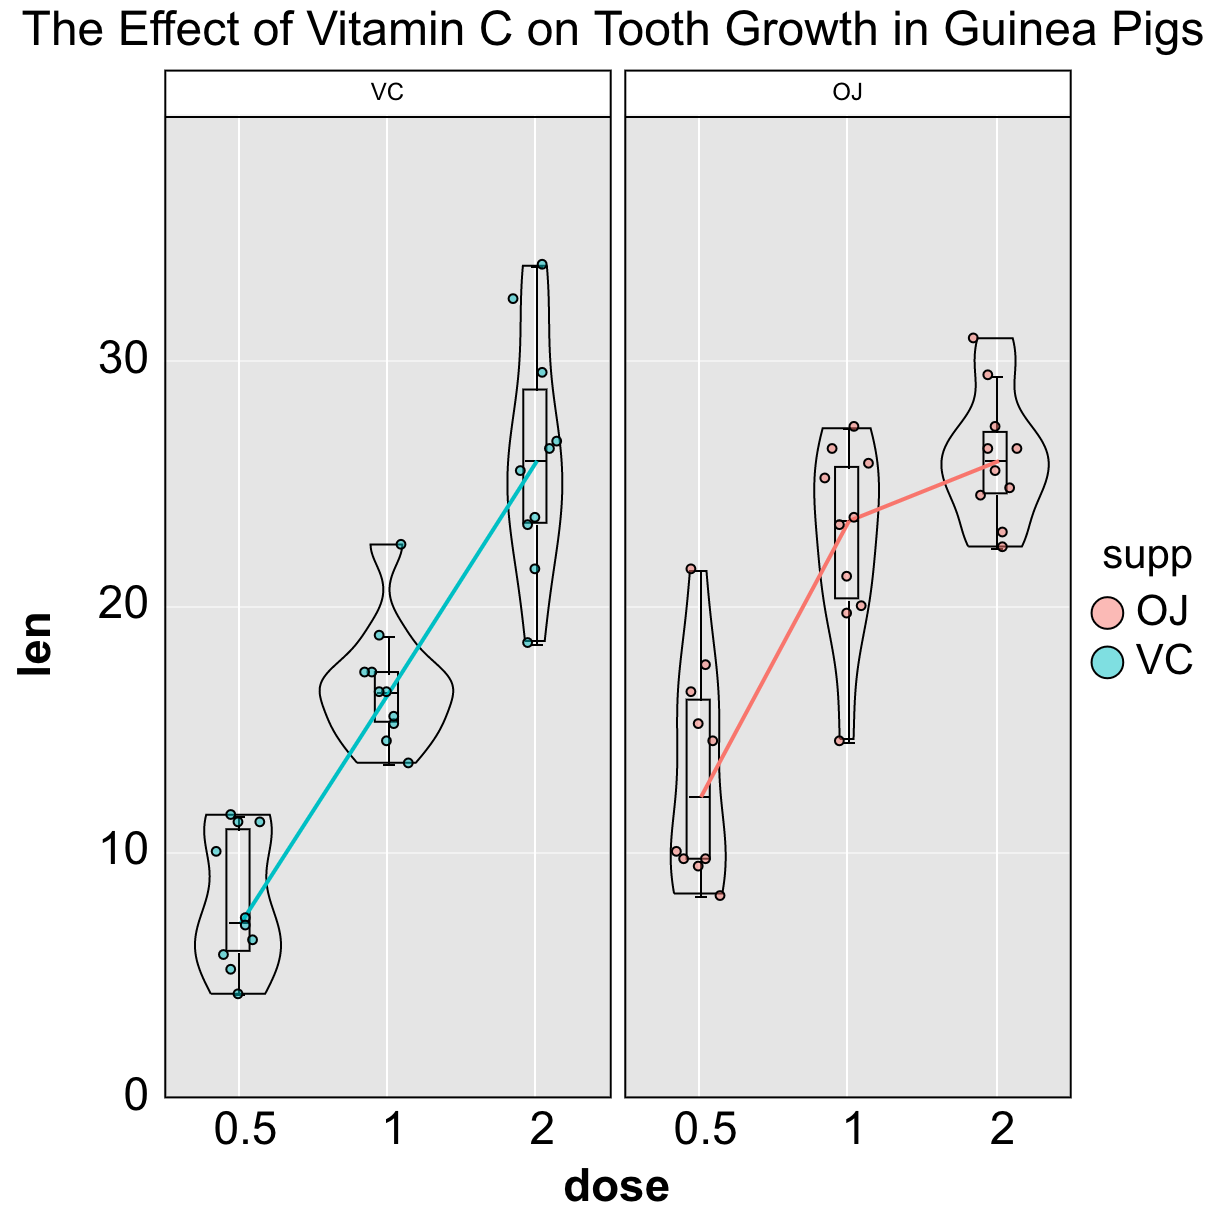 The Effect of Vitamin C on Tooth Growth in Guinea Pigs
VC
OJ
30
20
10
0
len
0.5 1 2
0.5 1 2
dose
supp
OJ
VC